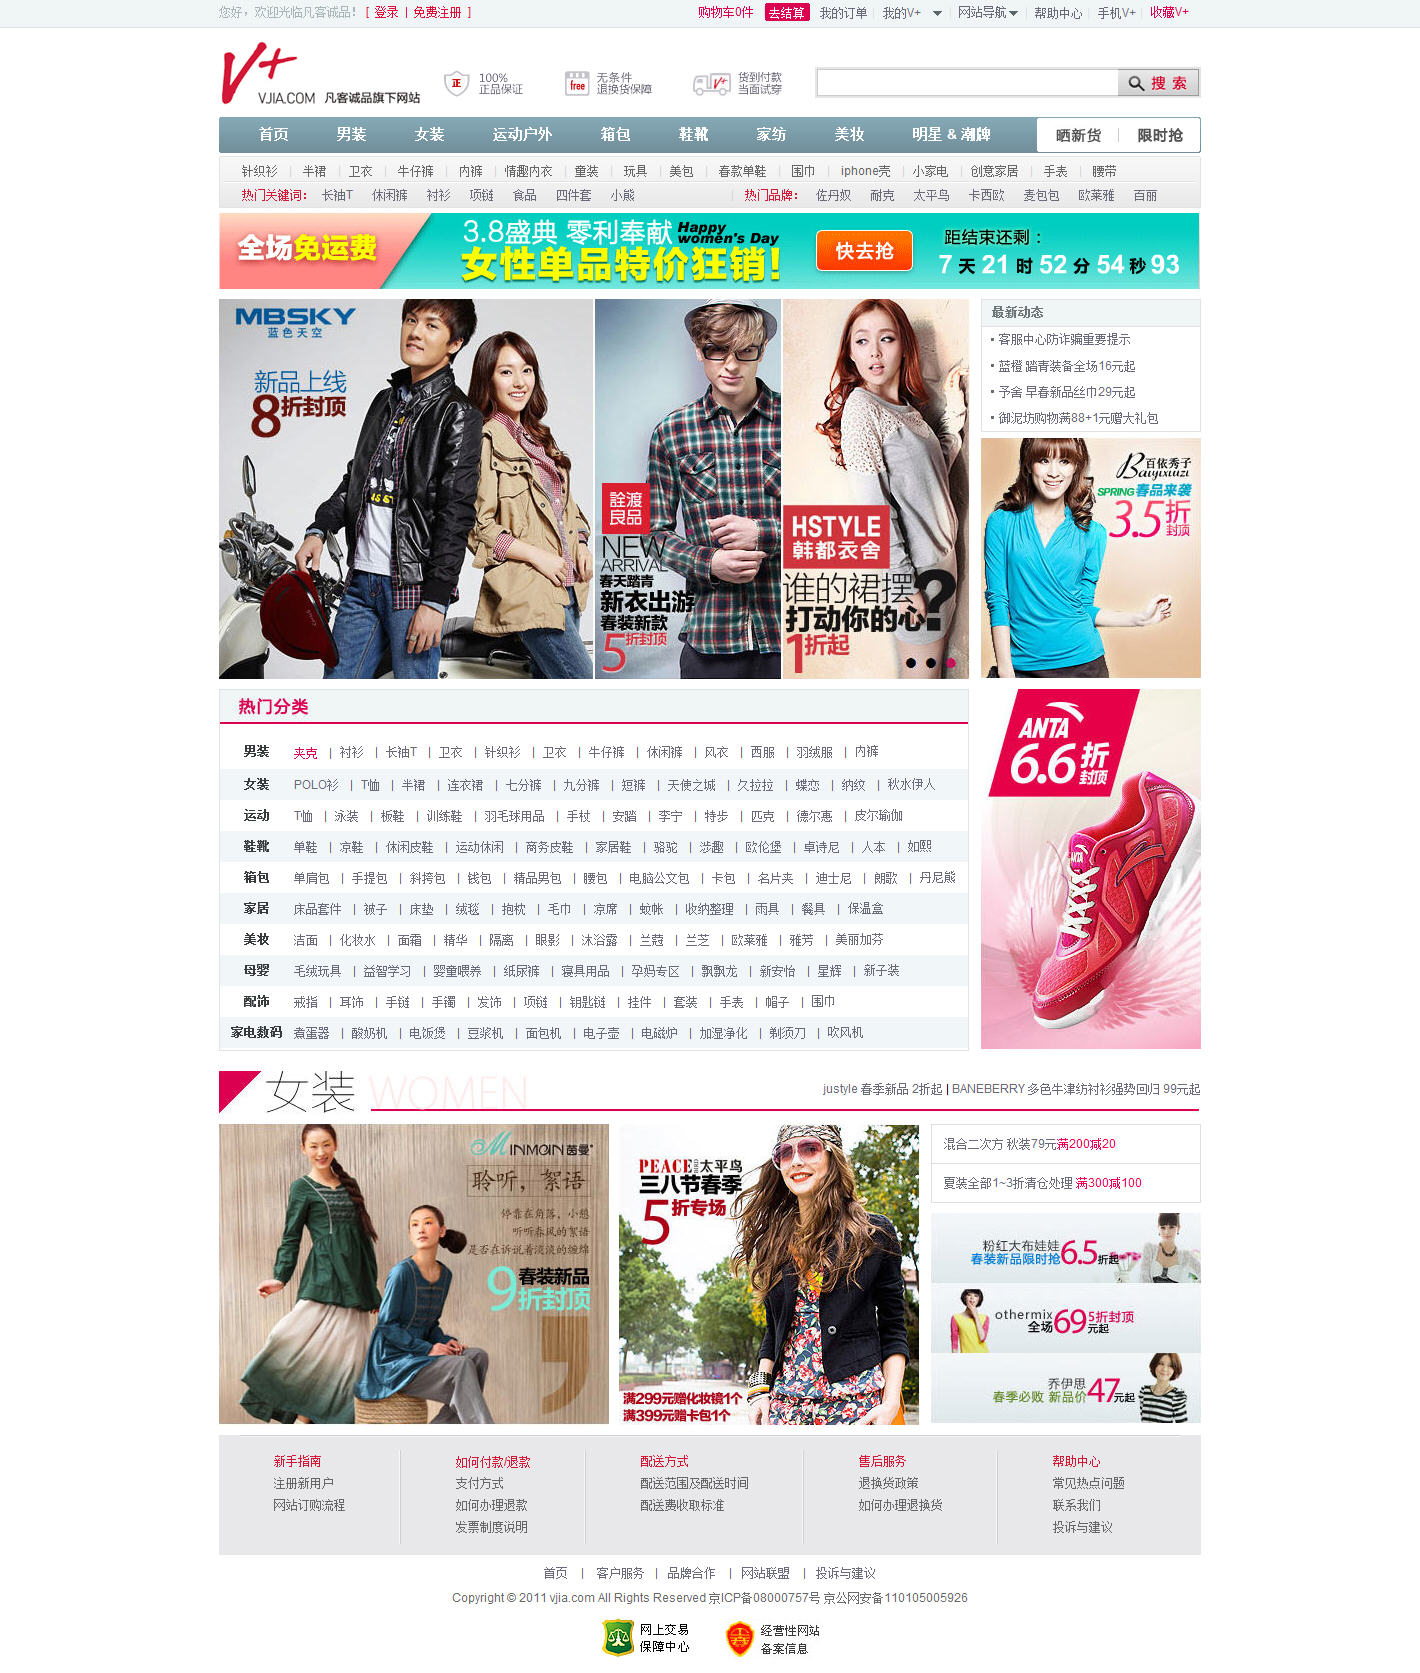 您好，欢迎光临凡客诚品！ [ 登录 | 免费注册 ]
购物车0件 去结算 我的订单 我的V+ 网站导航 帮助中心 手机V+ 收藏V+
V+
VJIA.COM 凡客诚品旗下网站
正 100%
正品保证
free 无条件
退换货保障
V+ 货到付款
当面试穿
搜 索
首页 男装 女装 运动户外 箱包 鞋靴 家纺 美妆 明星 & 潮牌 晒新货 限时抢
针织衫 | 半裙 | 卫衣 | 牛仔裤 | 内裤 | 情趣内衣 | 童装 | 玩具 | 美包 | 春款单鞋 | 围巾 | iphone壳 | 小家电 | 创意家居 | 手表 | 腰带
热门关键词： 长袖T 休闲裤 衬衫 项链 食品 四件套 小熊 | 热门品牌： 佐丹奴 耐克 太平鸟 卡西欧 麦包包 欧莱雅 百丽
全场免运费
3.8盛典 零利奉献 Happy women's Day
女性单品特价狂销！
快去抢
距结束还剩：
7 天 21 时 52 分 54 秒 93
MBSKY
蓝色天空
新品上线
8折封顶
詮渡
良品
NEW
ARRIVAL
春天踏青
新衣出游
春装新款
5折封顶
HSTYLE
韩都衣舍
谁的裙摆
打动你的心?
1折起
最新动态
客服中心防诈骗重要提示
蓝橙 踏青装备全场16元起
予舍 早春新品丝巾29元起
御泥坊购物满88+1元赠大礼包
百依秀子
Baiyixiuzi
SPRING 春品来袭
3.5折
封顶
热门分类
男装 夹克 | 衬衫 | 长袖T | 卫衣 | 针织衫 | 卫衣 | 牛仔裤 | 休闲裤 | 风衣 | 西服 | 羽绒服 | 内裤
女装 POLO衫 | T恤 | 半裙 | 连衣裙 | 七分裤 | 九分裤 | 短裤 | 天使之城 | 久拉拉 | 蝶恋 | 纳纹 | 秋水伊人
运动 T恤 | 泳装 | 板鞋 | 训练鞋 | 羽毛球用品 | 手杖 | 安踏 | 李宁 | 特步 | 匹克 | 德尔惠 | 皮尔瑜伽
鞋靴 单鞋 | 凉鞋 | 休闲皮鞋 | 运动休闲 | 商务皮鞋 | 家居鞋 | 骆驼 | 涉趣 | 欧伦堡 | 卓诗尼 | 人本 | 如熙
箱包 单肩包 | 手提包 | 斜挎包 | 钱包 | 精品男包 | 腰包 | 电脑公文包 | 卡包 | 名片夹 | 迪士尼 | 朗歌 | 丹尼熊
家居 床品套件 | 被子 | 床垫 | 绒毯 | 抱枕 | 毛巾 | 凉席 | 蚊帐 | 收纳整理 | 雨具 | 餐具 | 保温盒
美妆 洁面 | 化妆水 | 面霜 | 精华 | 隔离 | 眼影 | 沐浴露 | 兰蔻 | 兰芝 | 欧莱雅 | 雅芳 | 美丽加芬
母婴 毛绒玩具 | 益智学习 | 婴童喂养 | 纸尿裤 | 寝具用品 | 孕妈专区 | 飘飘龙 | 新安怡 | 星辉 | 新子装
配饰 戒指 | 耳饰 | 手链 | 手镯 | 发饰 | 项链 | 钥匙链 | 挂件 | 套装 | 手表 | 帽子 | 围巾
家电数码 煮蛋器 | 酸奶机 | 电饭煲 | 豆浆机 | 面包机 | 电子壶 | 电磁炉 | 加湿净化 | 剃须刀 | 吹风机
ANTA
6.6折
封顶
ANTA
女装 WOMEN
justyle 春季新品 2折起 | BANEBERRY 多色牛津纺衬衫强势回归 99元起
MINMAIN 茵曼
聆听，絮语
停靠在角落，小憩
听听春风的絮语
是否在诉说着淡淡的缠绵
9春装新品
折封顶
PEACE BIRD 太平鸟
三八节春季
5折专场
满299元赠化妆镜1个
满399元赠卡包1个
混合二次方 秋装79元满200减20
夏装全部1~3折清仓处理 满300减100
粉红大布娃娃
春装新品限时抢 6.5折起
othermix
全场69 5折封顶
元起
乔伊思
春季必败 新品价47元起
新手指南
注册新用户
网站订购流程
如何付款/退款
支付方式
如何办理退款
发票制度说明
配送方式
配送范围及配送时间
配送费收取标准
售后服务
退换货政策
如何办理退换货
帮助中心
常见热点问题
联系我们
投诉与建议
首页 | 客户服务 | 品牌合作 | 网站联盟 | 投诉与建议
Copyright © 2011 vjia.com All Rights Reserved 京ICP备08000757号 京公网安备110105005926
网上交易
保障中心
经营性网站
备案信息